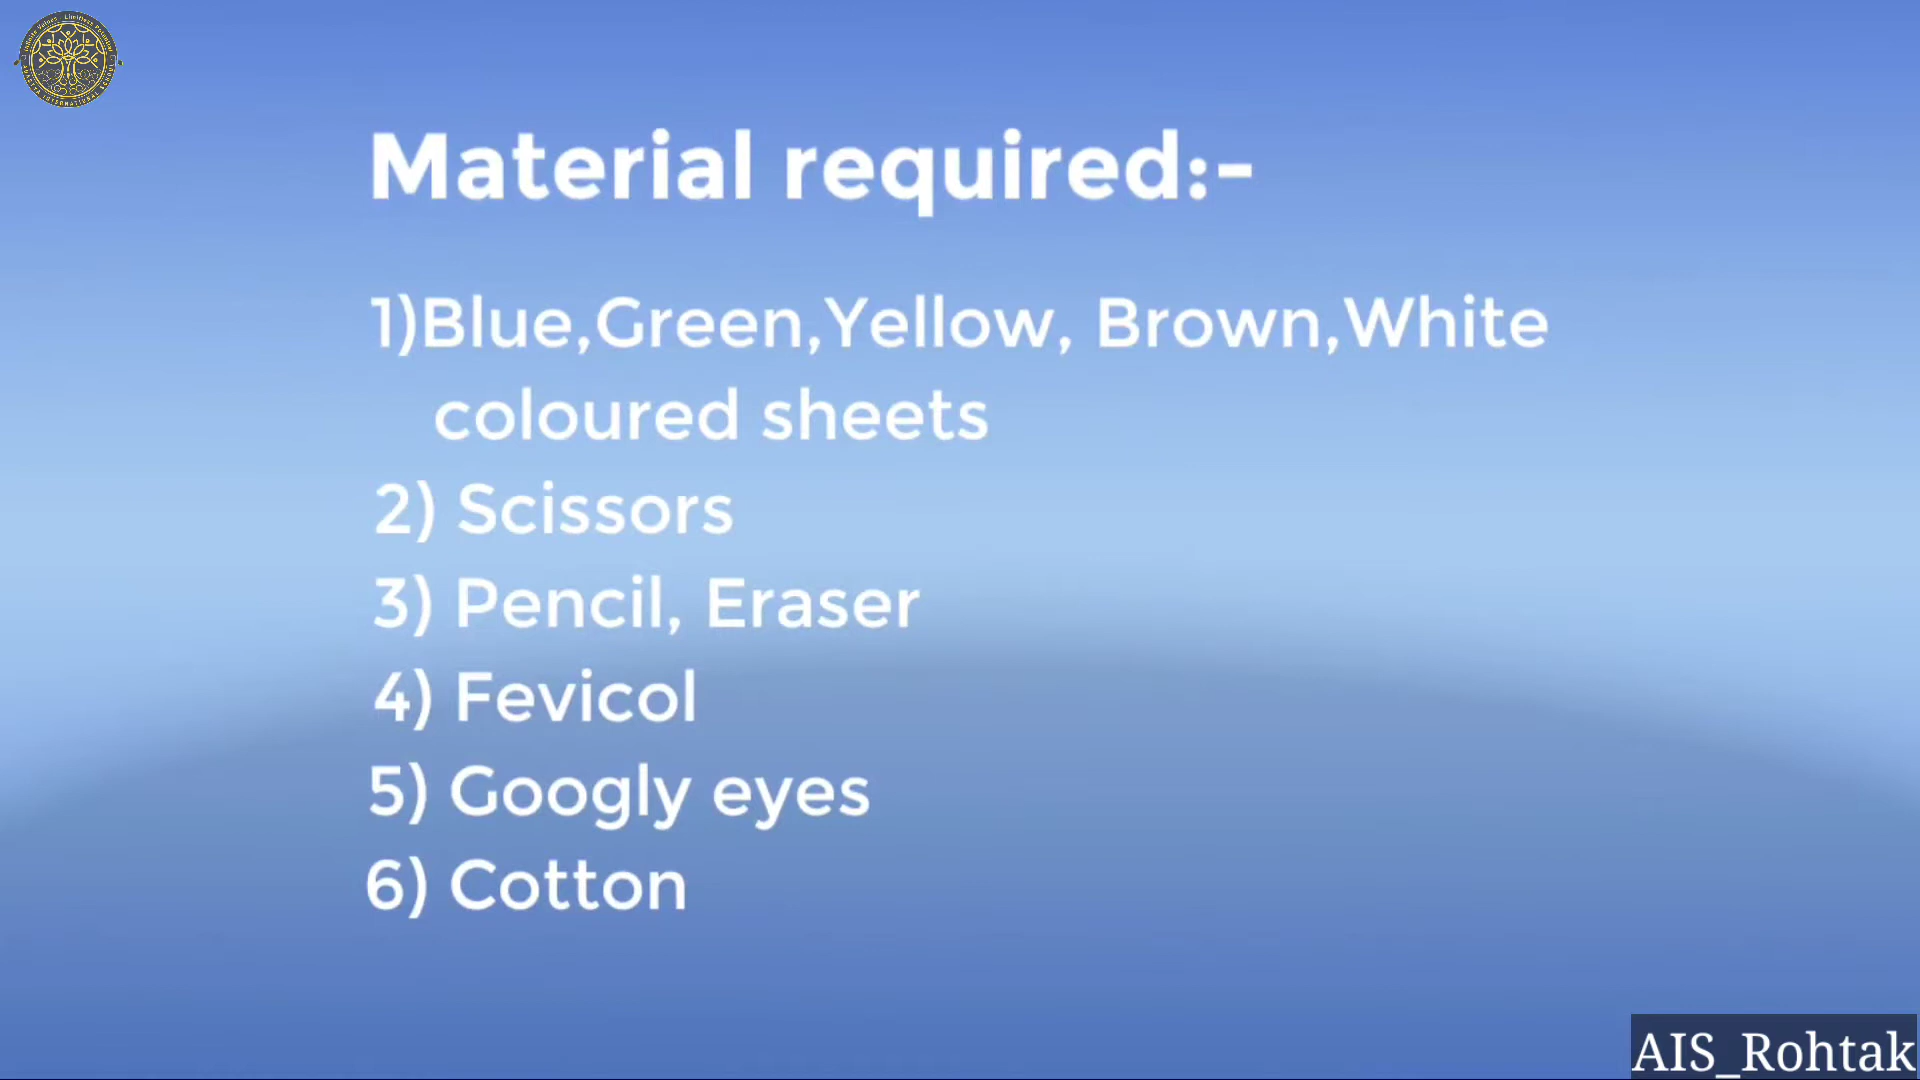 Material required:-
1)Blue,Green,Yellow, Brown,White
coloured sheets
2) Scissors
3) Pencil, Eraser
4) Fevicol
5) Googly eyes
6) Cotton
AIS_Rohtak